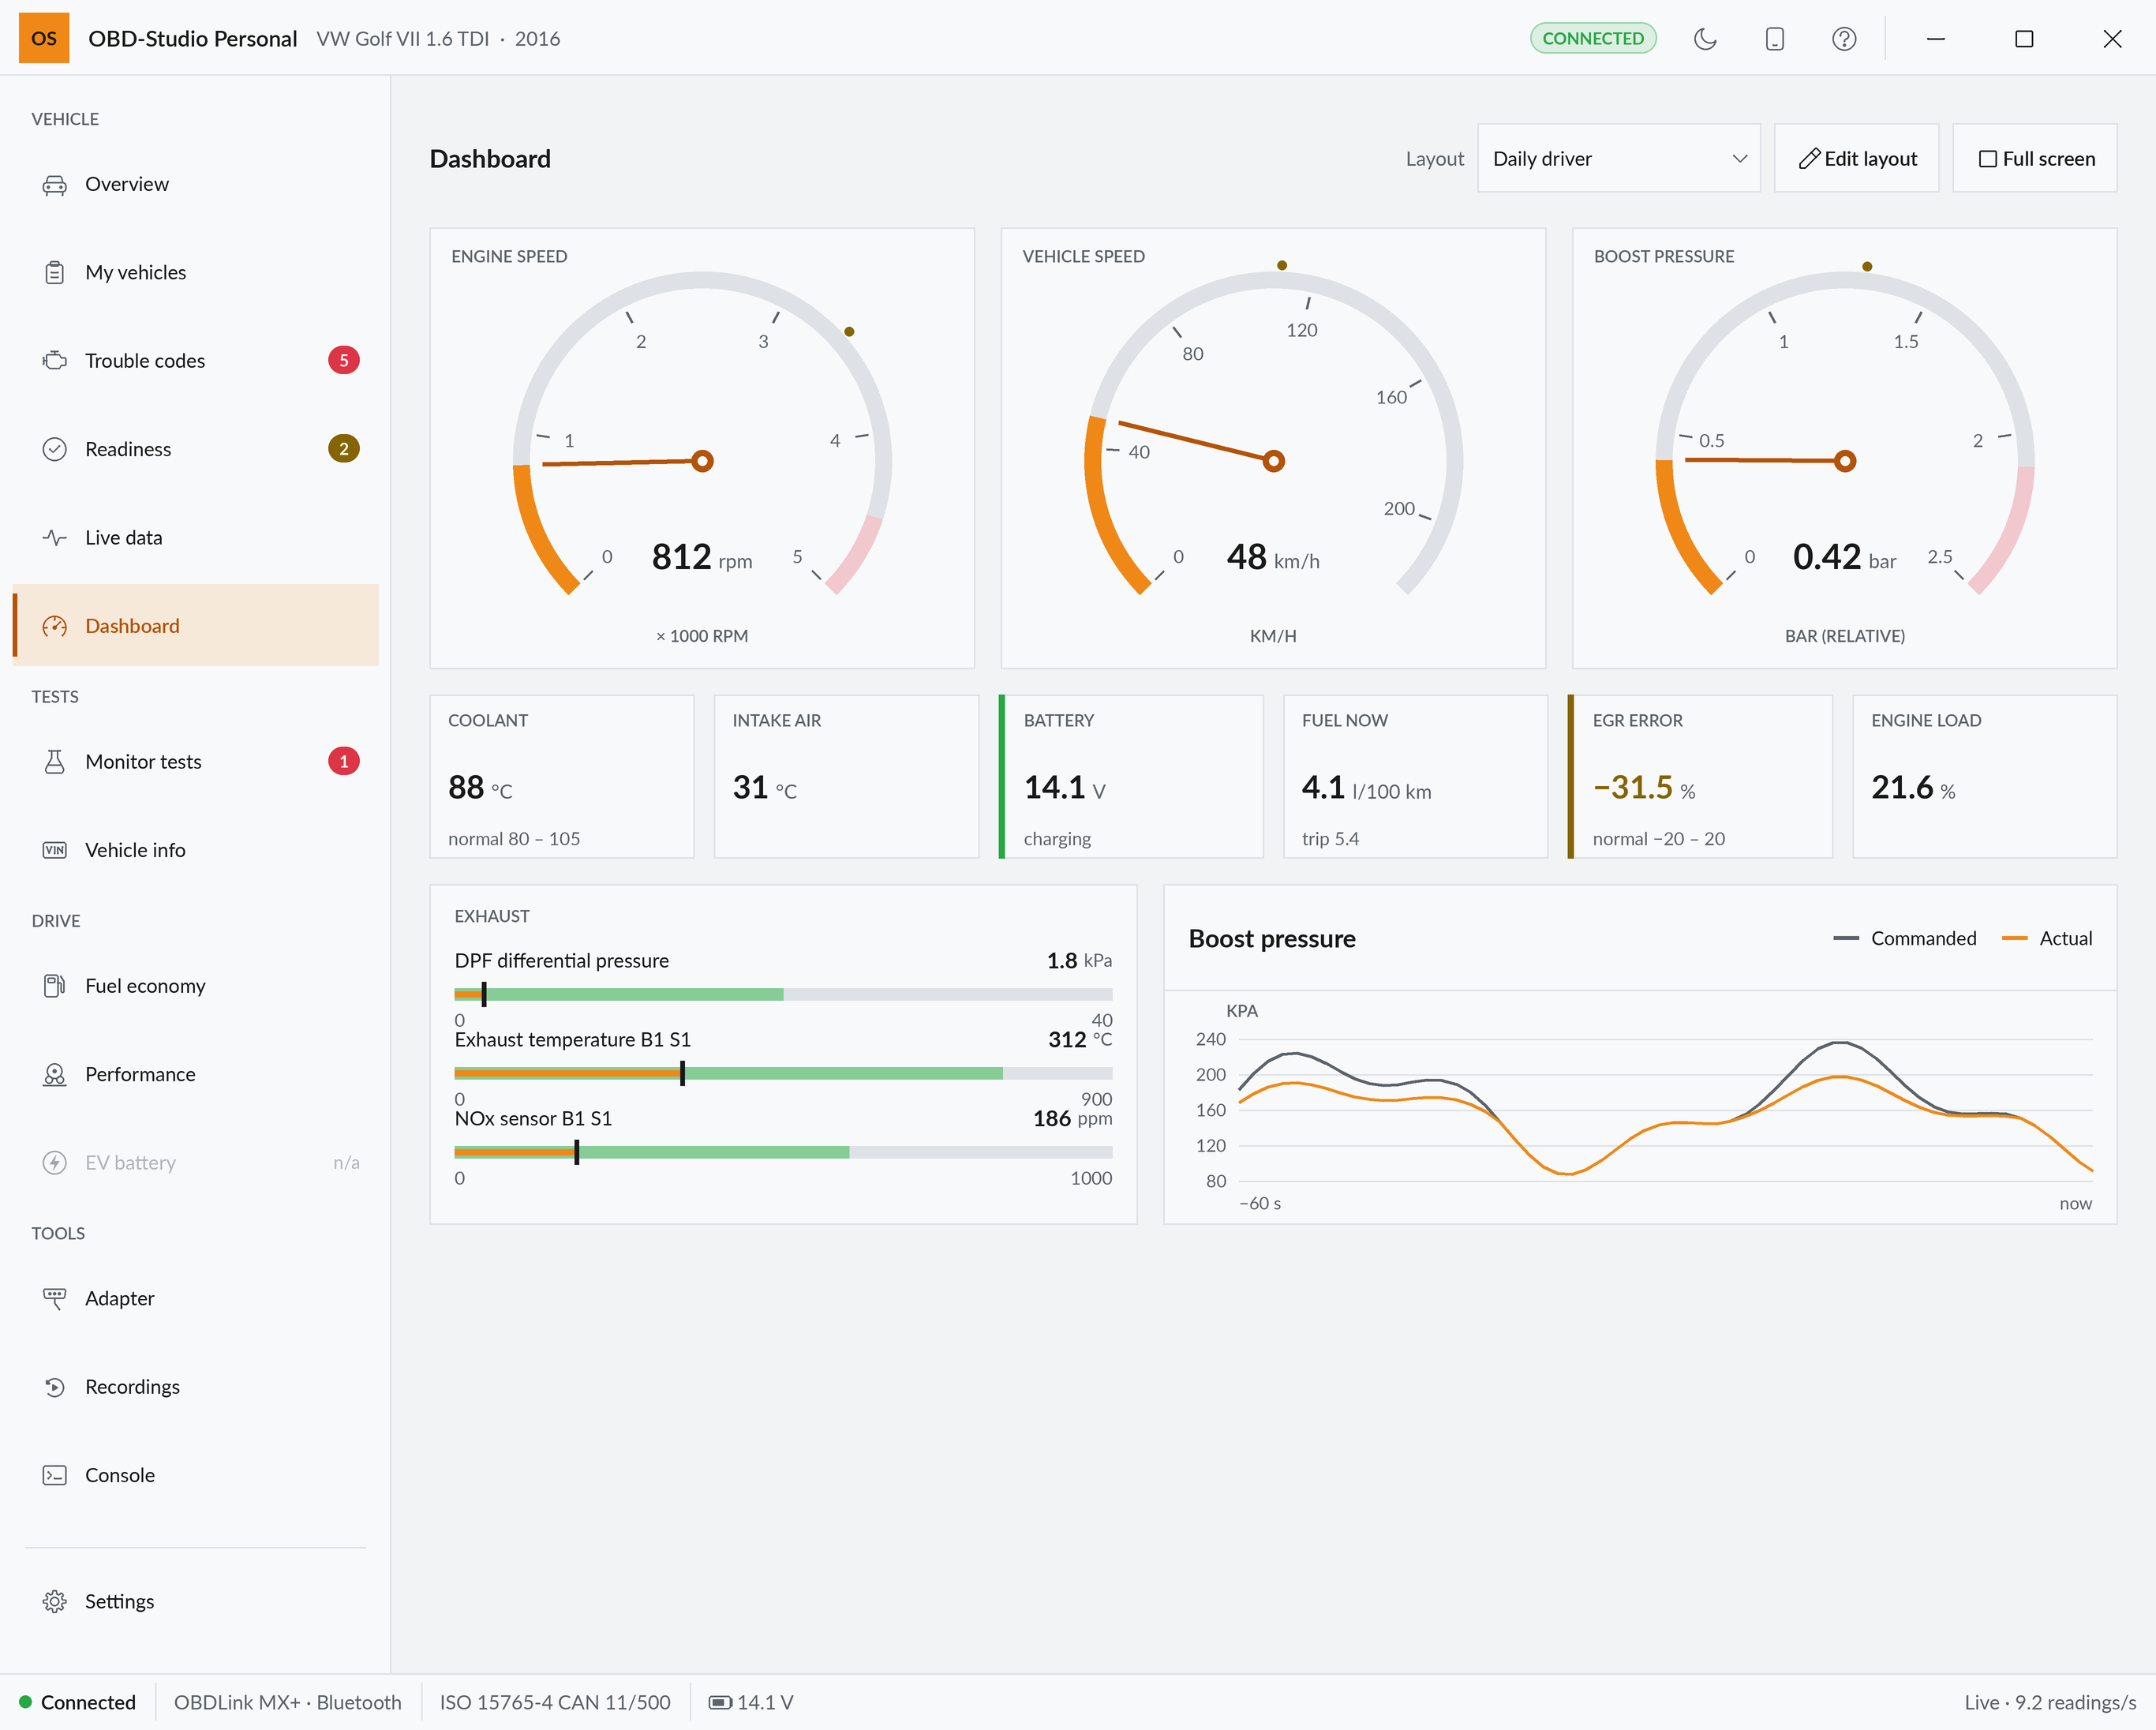 OS OBD-Studio Personal VW Golf VII 1.6 TDI · 2016 CONNECTED
VEHICLE
Overview
My vehicles
Trouble codes 5
Readiness 2
Live data
Dashboard
TESTS
Monitor tests 1
Vehicle info VIN
DRIVE
Fuel economy
Performance
EV battery n/a
TOOLS
Adapter
Recordings
Console
Settings
Dashboard Layout Daily driver Edit layout Full screen
ENGINE SPEED
0 1 2 3 4 5
812 rpm
× 1000 RPM
VEHICLE SPEED
0 40 80 120 160 200
48 km/h
KM/H
BOOST PRESSURE
0 0.5 1 1.5 2 2.5
0.42 bar
BAR (RELATIVE)
COOLANT
88 °C
normal 80 – 105
INTAKE AIR
31 °C
BATTERY
14.1 V
charging
FUEL NOW
4.1 l/100 km
trip 5.4
EGR ERROR
−31.5 %
normal −20 – 20
ENGINE LOAD
21.6 %
EXHAUST
DPF differential pressure 1.8 kPa
0 40
Exhaust temperature B1 S1 312 °C
0 900
NOx sensor B1 S1 186 ppm
0 1000
Boost pressure Commanded Actual
KPA
240
200
160
120
80
−60 s now
Connected OBDLink MX+ · Bluetooth ISO 15765-4 CAN 11/500 14.1 V Live · 9.2 readings/s